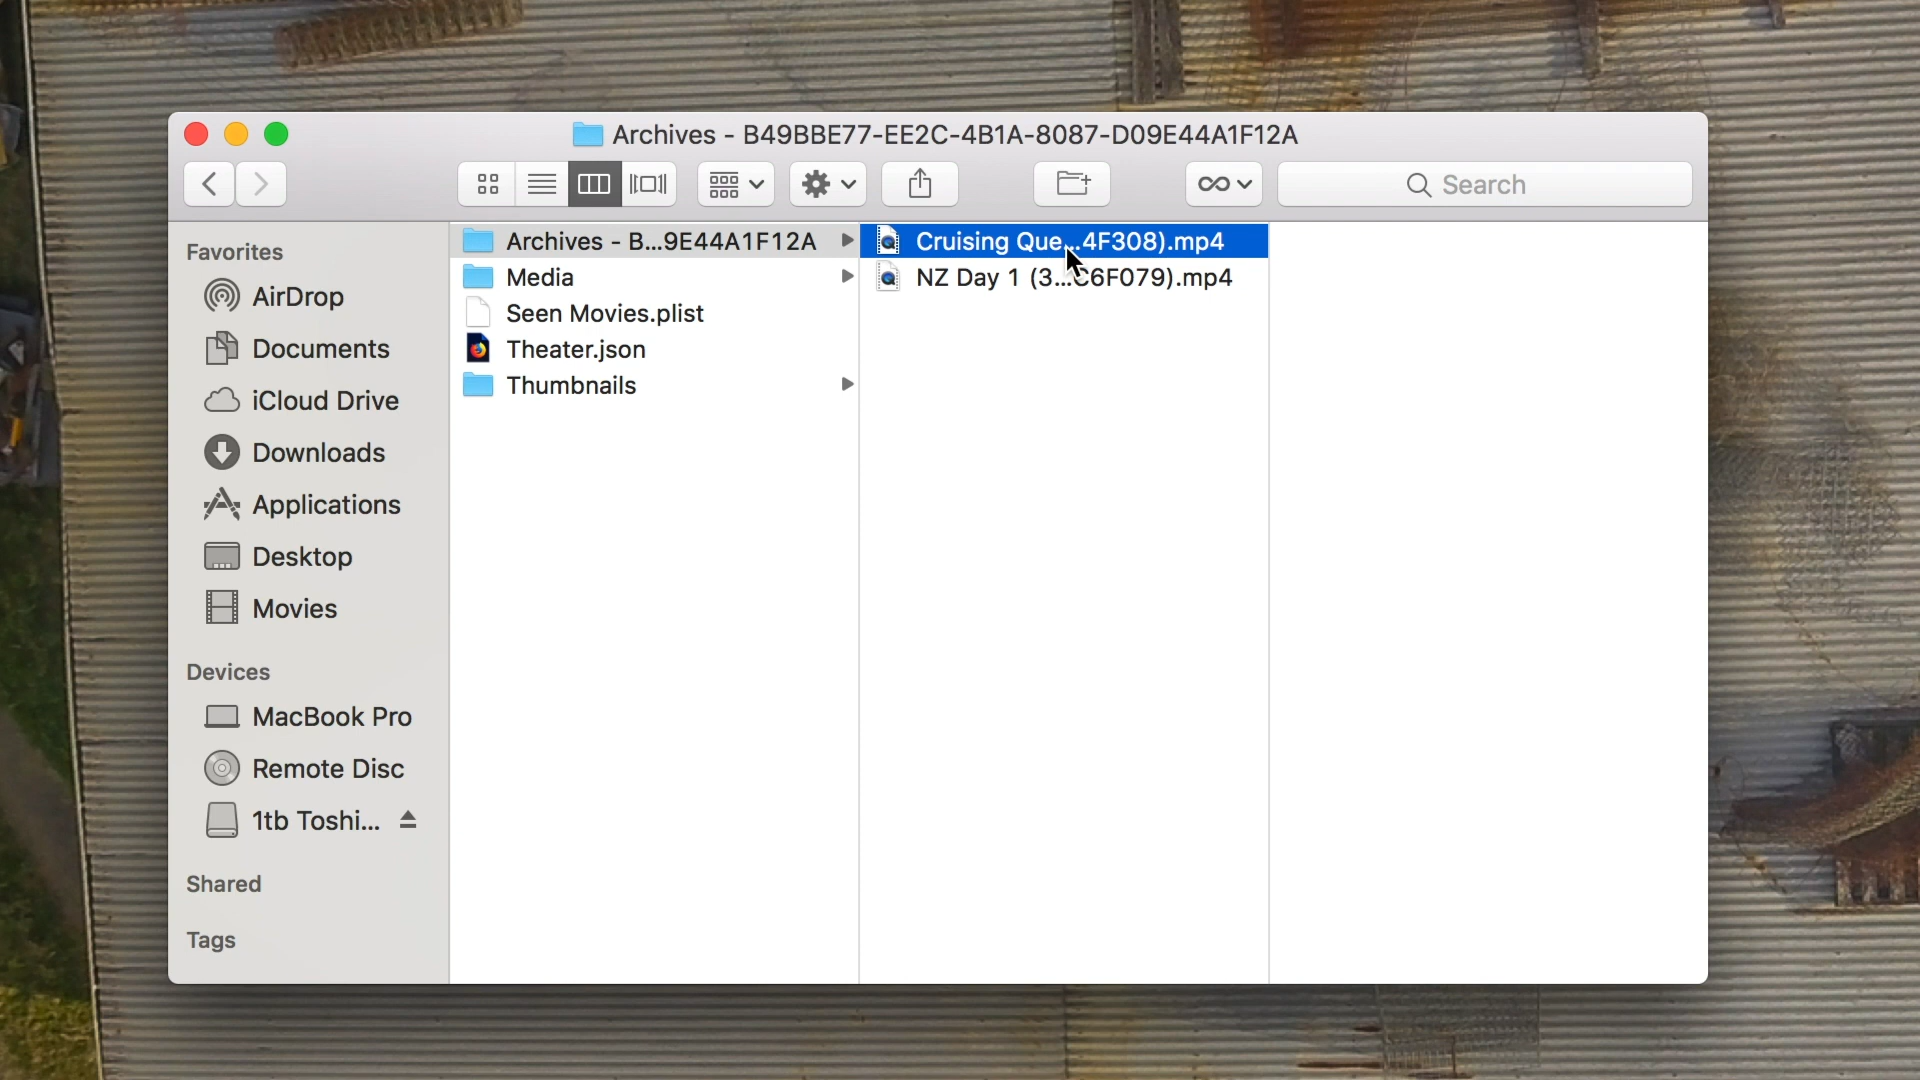 Archives - B49BBE77-EE2C-4B1A-8087-D09E44A1F12A
Search
Favorites
AirDrop
Documents
iCloud Drive
Downloads
Applications
Desktop
Movies
Devices
MacBook Pro
Remote Disc
1tb Toshi...
Shared
Tags
Archives - B...9E44A1F12A
Media
Seen Movies.plist
Theater.json
Thumbnails
Cruising Que...4F308).mp4
NZ Day 1 (3...C6F079).mp4